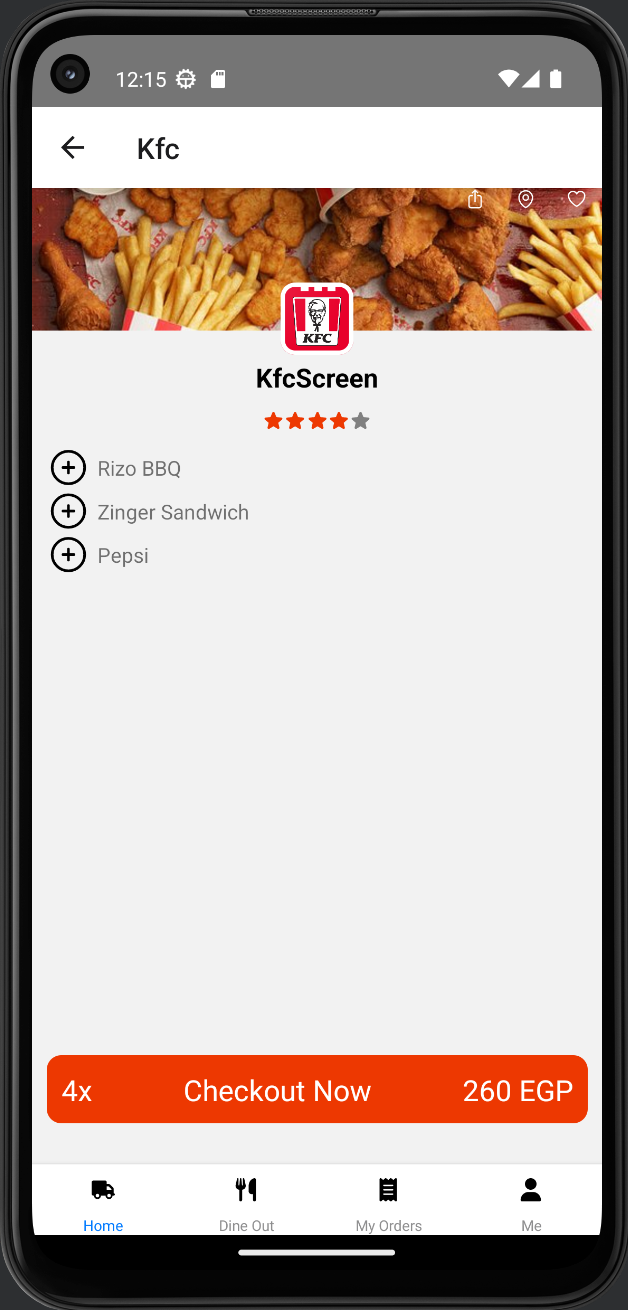 12:15
Kfc
KFC
KfcScreen
Rizo BBQ
Zinger Sandwich
Pepsi
4x Checkout Now 260 EGP
Home Dine Out My Orders Me